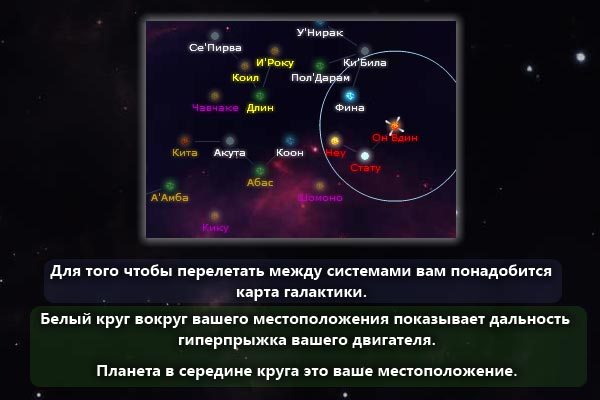 У'Нирак
Се'Пирва
И'Року
Ки'Била
Коил
Пол'Дарам
Чавчаке
Длин
Фина
Он Един
Кита
Акута
Коон
Неу
Стату
Абас
А'Амба
Шомоно
Кику
Для того чтобы перелетать между системами вам понадобится
карта галактики.
Белый круг вокруг вашего местоположения показывает дальность
гиперпрыжка вашего двигателя.
Планета в середине круга это ваше местоположение.